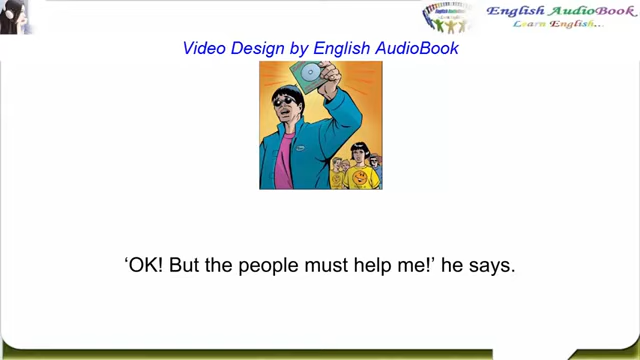 English AudioBook
Learn English...
Video Design by English AudioBook
‘OK! But the people must help me!’ he says.